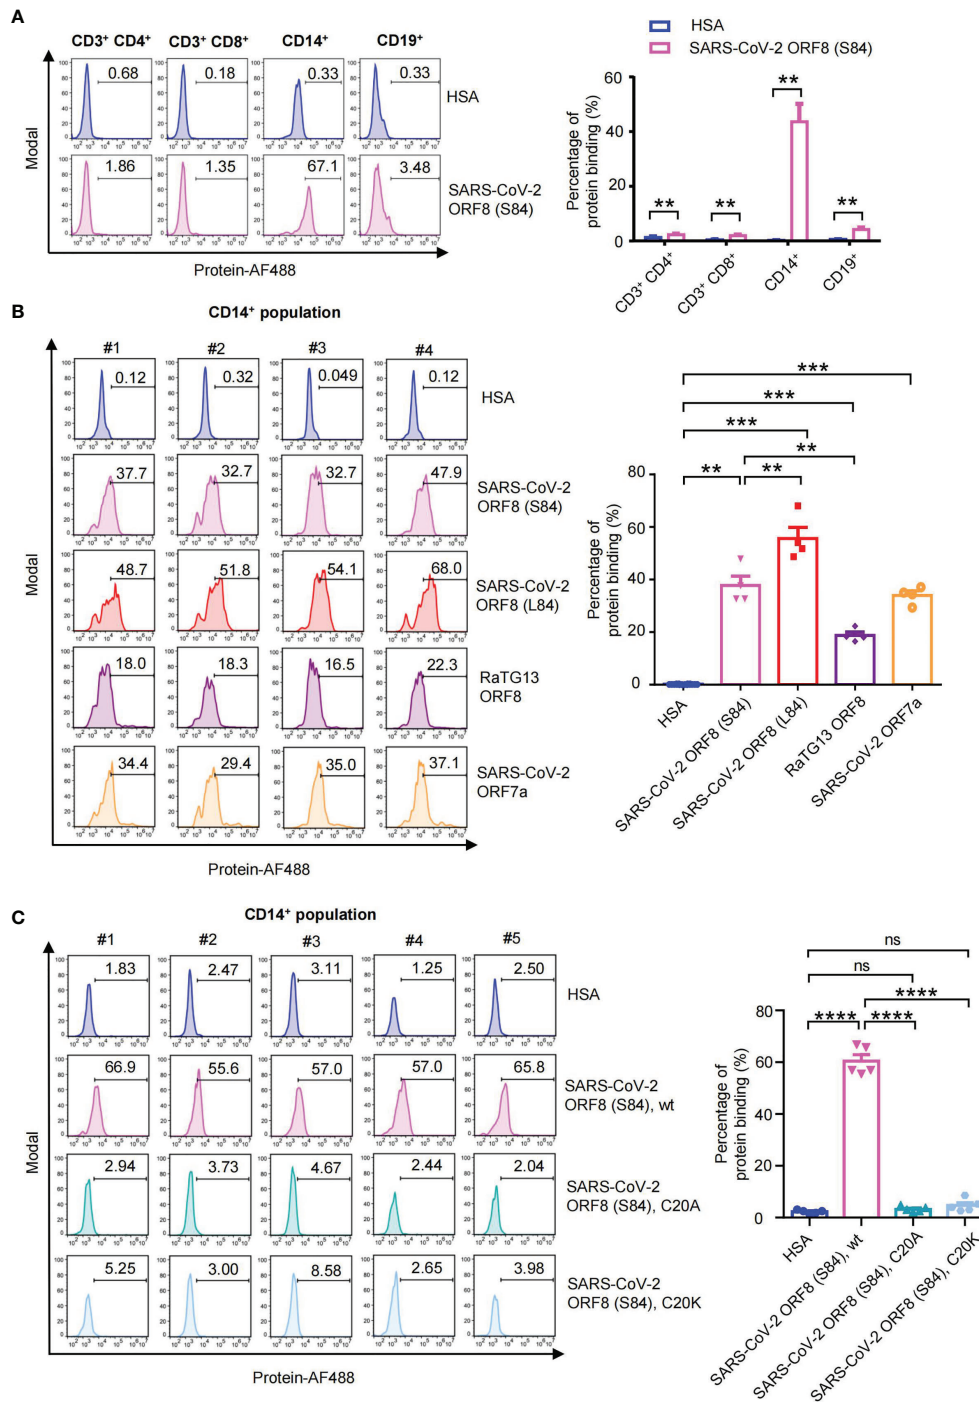 A
HSA
SARS-CoV-2 ORF8 (S84)
CD3+ CD4+ CD3+ CD8+ CD14+ CD19+
0.68 0.18 0.33 0.33
HSA
1.86 1.35 67.1 3.48
SARS-CoV-2
ORF8 (S84)
Modal
Protein-AF488
Percentage of
protein binding (%)
60
40
20
0
** ** ** **
CD3+ CD4+
CD3+ CD8+
CD14+
CD19+
B
CD14+ population
#1 #2 #3 #4
0.12 0.32 0.049 0.12
HSA
37.7 32.7 32.7 47.9
SARS-CoV-2
ORF8 (S84)
48.7 51.8 54.1 68.0
SARS-CoV-2
ORF8 (L84)
18.0 18.3 16.5 22.3
RaTG13
ORF8
34.4 29.4 35.0 37.1
SARS-CoV-2
ORF7a
Modal
Protein-AF488
***
***
***
**
** **
Percentage of
protein binding (%)
80
60
40
20
0
HSA
SARS-CoV-2 ORF8 (S84)
SARS-CoV-2 ORF8 (L84)
RaTG13 ORF8
SARS-CoV-2 ORF7a
C
CD14+ population
#1 #2 #3 #4 #5
1.83 2.47 3.11 1.25 2.50
HSA
66.9 55.6 57.0 57.0 65.8
SARS-CoV-2
ORF8 (S84), wt
2.94 3.73 4.67 2.44 2.04
SARS-CoV-2
ORF8 (S84), C20A
5.25 3.00 8.58 2.65 3.98
SARS-CoV-2
ORF8 (S84), C20K
Modal
Protein-AF488
ns
ns
****
**** ****
Percentage of
protein binding (%)
80
60
40
20
0
HSA
SARS-CoV-2 ORF8 (S84), wt
SARS-CoV-2 ORF8 (S84), C20A
SARS-CoV-2 ORF8 (S84), C20K